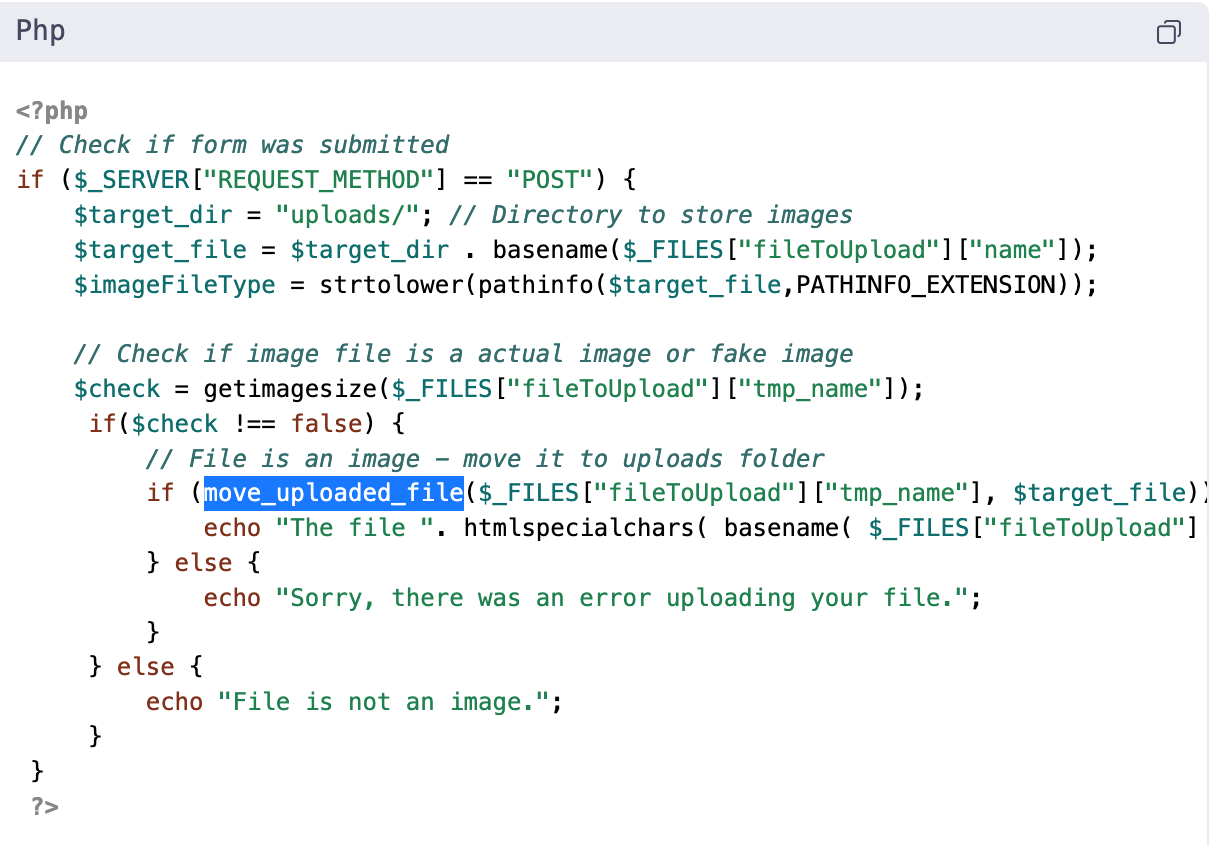 Php
<?php
// Check if form was submitted
if ($_SERVER["REQUEST_METHOD"] == "POST") {
    $target_dir = "uploads/"; // Directory to store images
    $target_file = $target_dir . basename($_FILES["fileToUpload"]["name"]);
    $imageFileType = strtolower(pathinfo($target_file,PATHINFO_EXTENSION));

    // Check if image file is a actual image or fake image
    $check = getimagesize($_FILES["fileToUpload"]["tmp_name"]);
     if($check !== false) {
         // File is an image – move it to uploads folder
         if (move_uploaded_file($_FILES["fileToUpload"]["tmp_name"], $target_file))
             echo "The file ". htmlspecialchars( basename( $_FILES["fileToUpload"]
         } else {
             echo "Sorry, there was an error uploading your file.";
         }
     } else {
         echo "File is not an image.";
     }
 }
 ?>